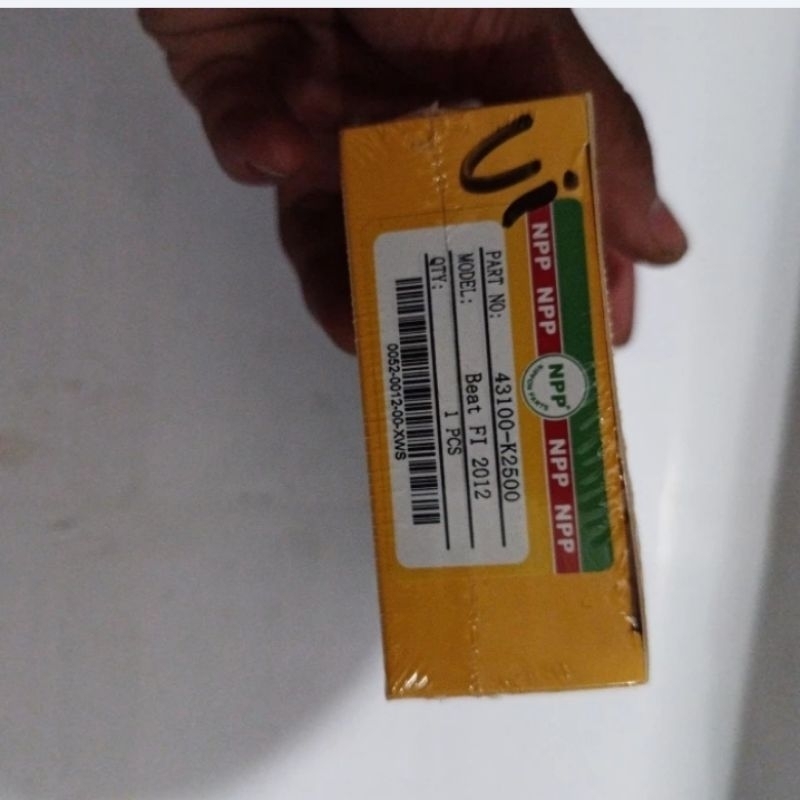 Ui
NPP NPP NPP NPP NPP
PART NO: 43100-K2500
MODEL: Beat FI 2012
QTY: 1 PCS
0052-0012-00-XWS